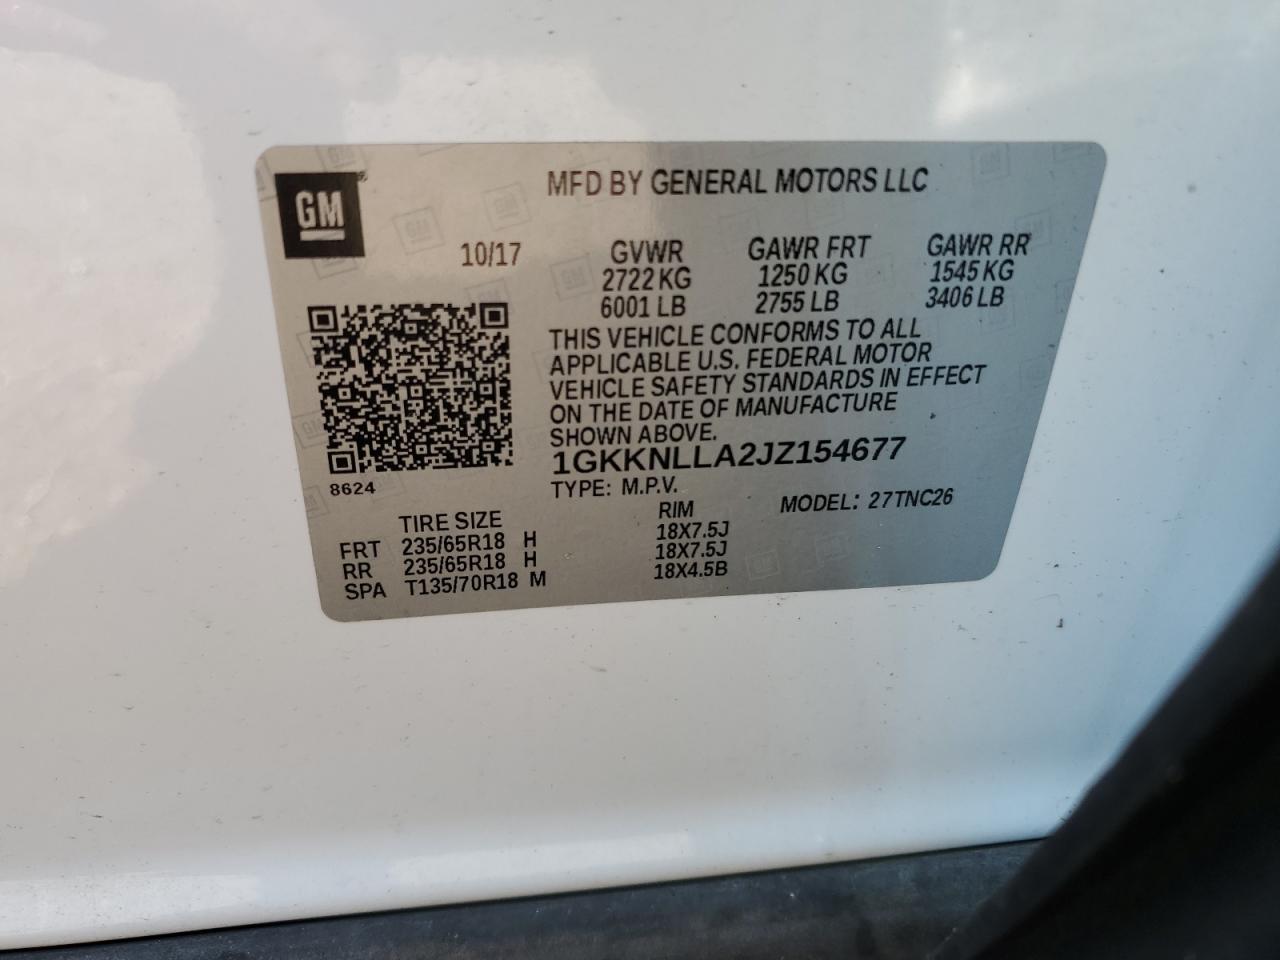 GM
MFD BY GENERAL MOTORS LLC
10/17 GVWR GAWR FRT GAWR RR
2722 KG 1250 KG 1545 KG
6001 LB 2755 LB 3406 LB
THIS VEHICLE CONFORMS TO ALL
APPLICABLE U.S. FEDERAL MOTOR
VEHICLE SAFETY STANDARDS IN EFFECT
ON THE DATE OF MANUFACTURE
SHOWN ABOVE.
1GKKNLLA2JZ154677
8624
TYPE: M.P.V. MODEL: 27TNC26
TIRE SIZE RIM
FRT 235/65R18 H 18X7.5J
RR 235/65R18 H 18X7.5J
SPA T135/70R18 M 18X4.5B